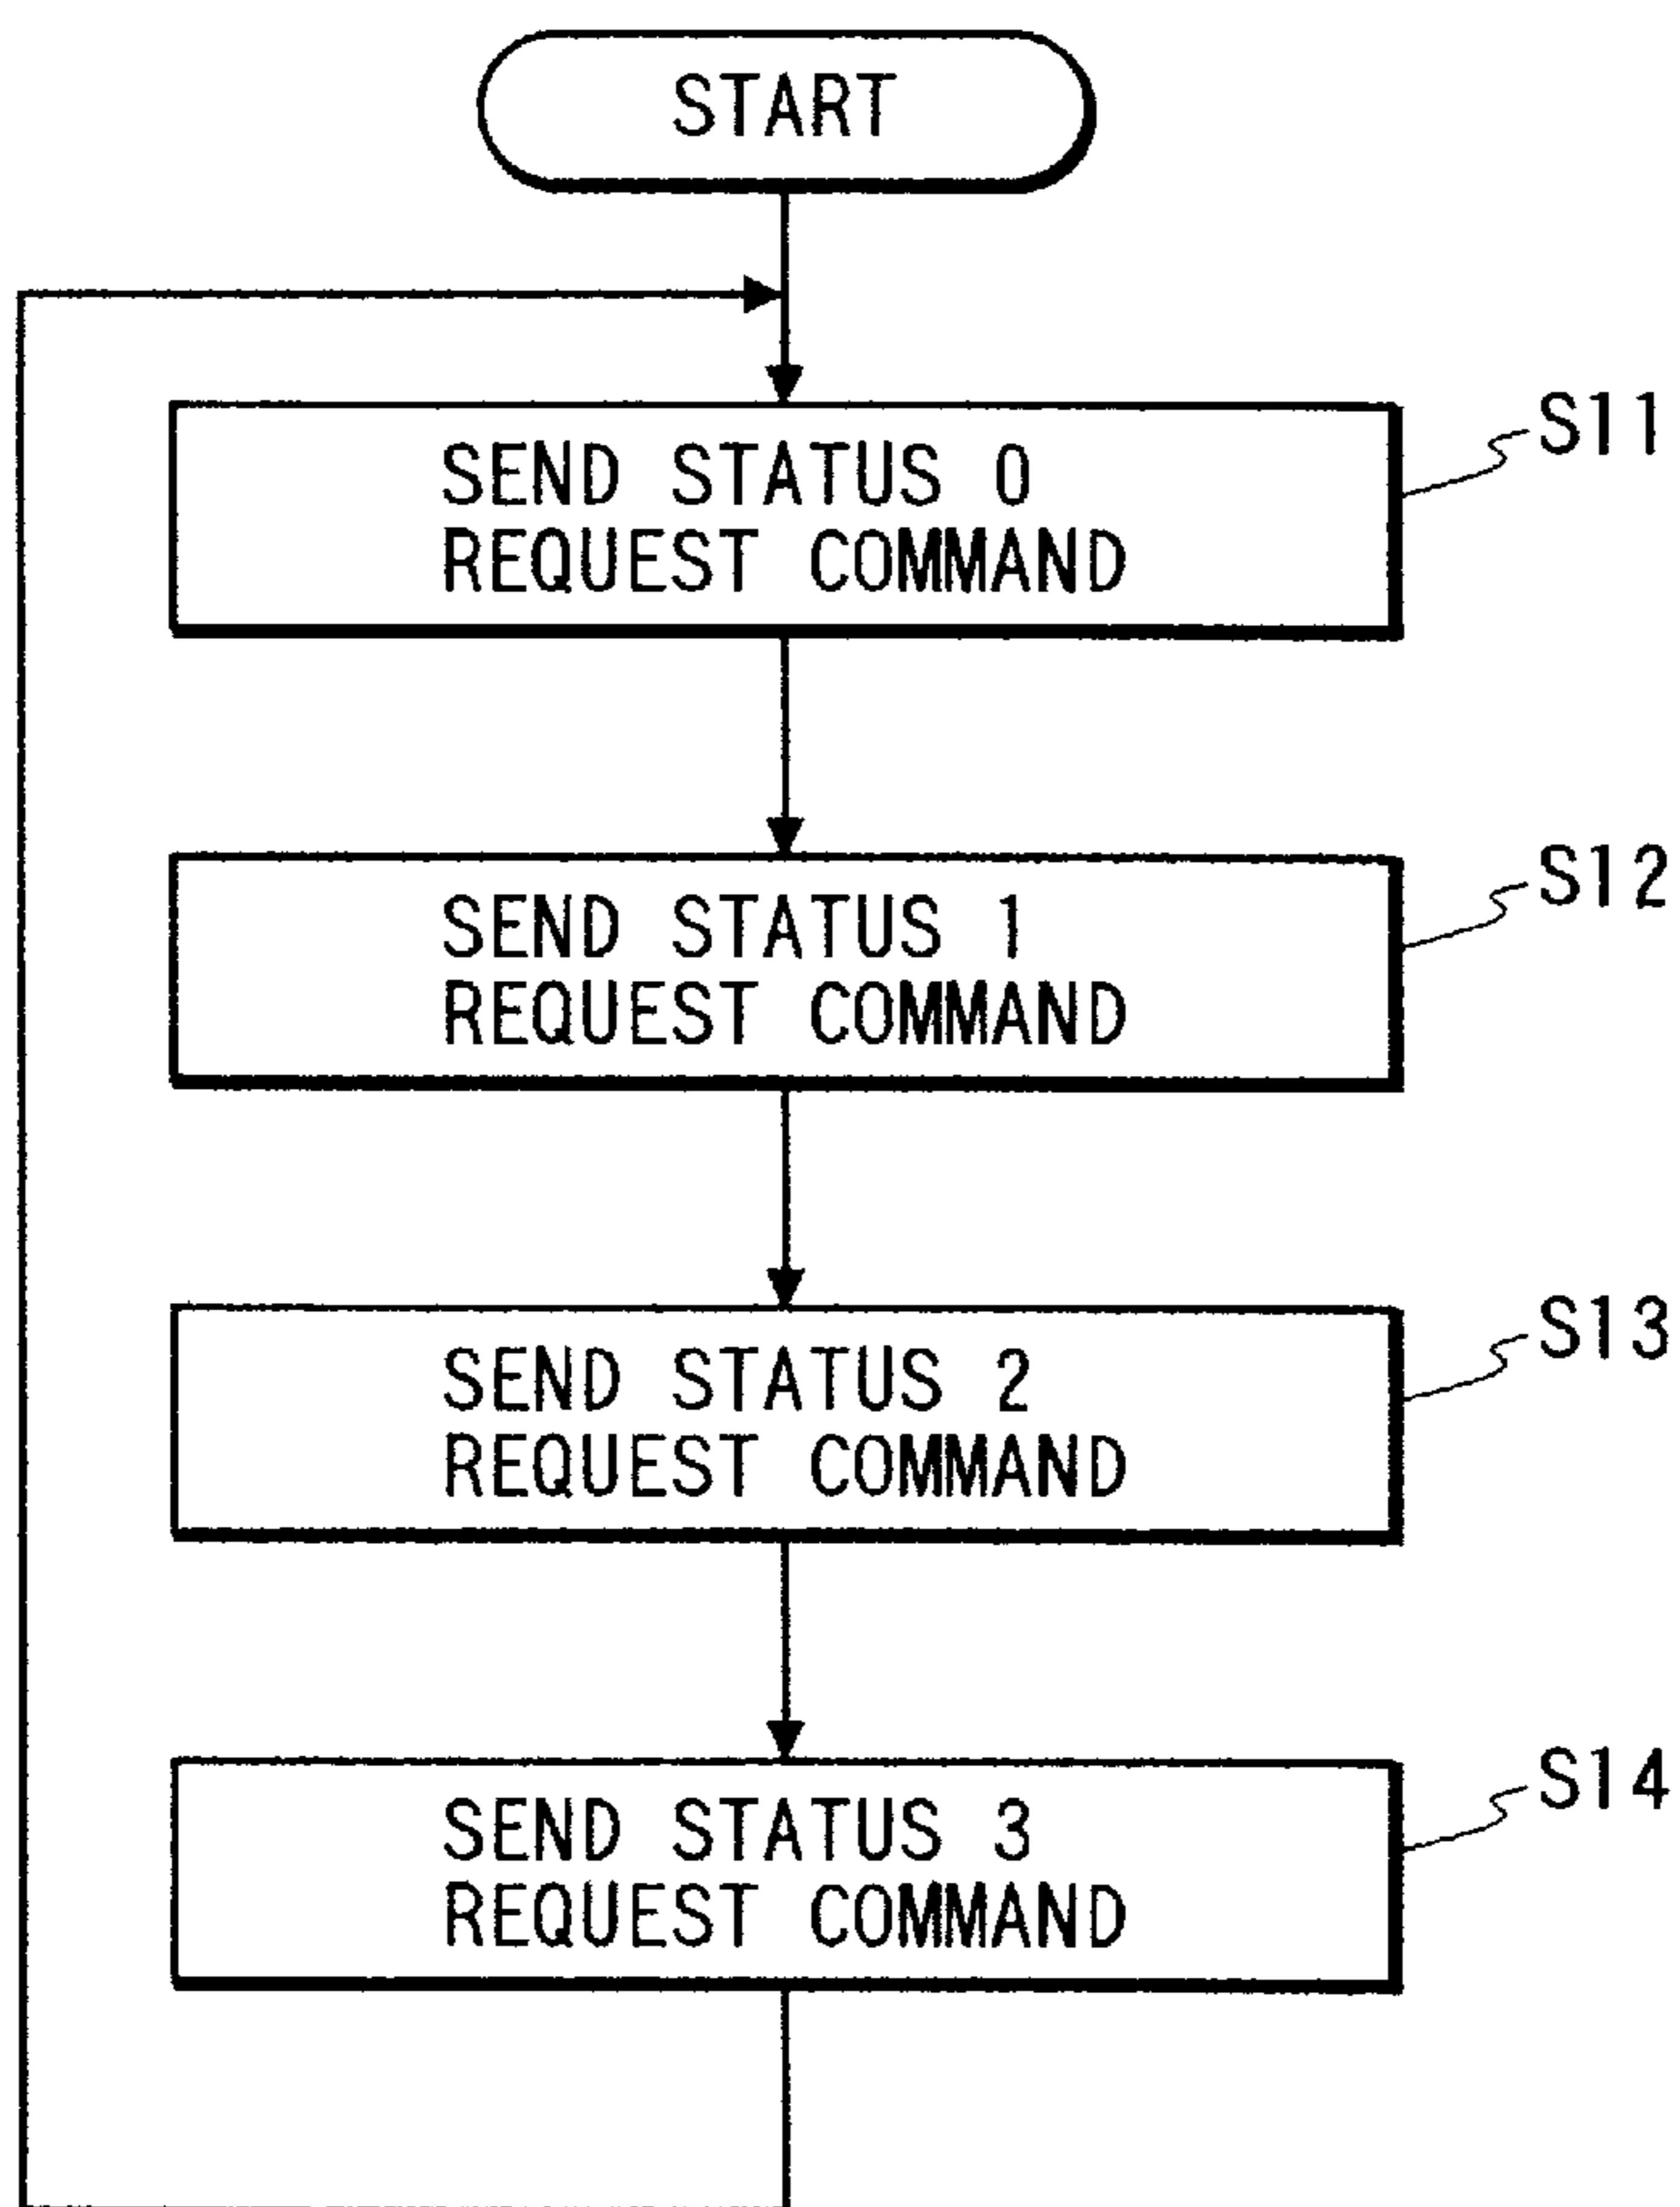 START
S11
SEND STATUS 0
REQUEST COMMAND
S12
SEND STATUS 1
REQUEST COMMAND
S13
SEND STATUS 2
REQUEST COMMAND
S14
SEND STATUS 3
REQUEST COMMAND